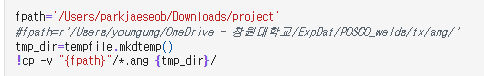 fpath='/Users/parkjaeseob/Downloads/project'
#fpath=r'/Users/youngung/OneDrive - 창원대학교/ExpDat/POSCO_welds/tx/ang/'
tmp_dir=tempfile.mkdtemp()
!cp -v "{fpath}"/*.ang {tmp_dir}/